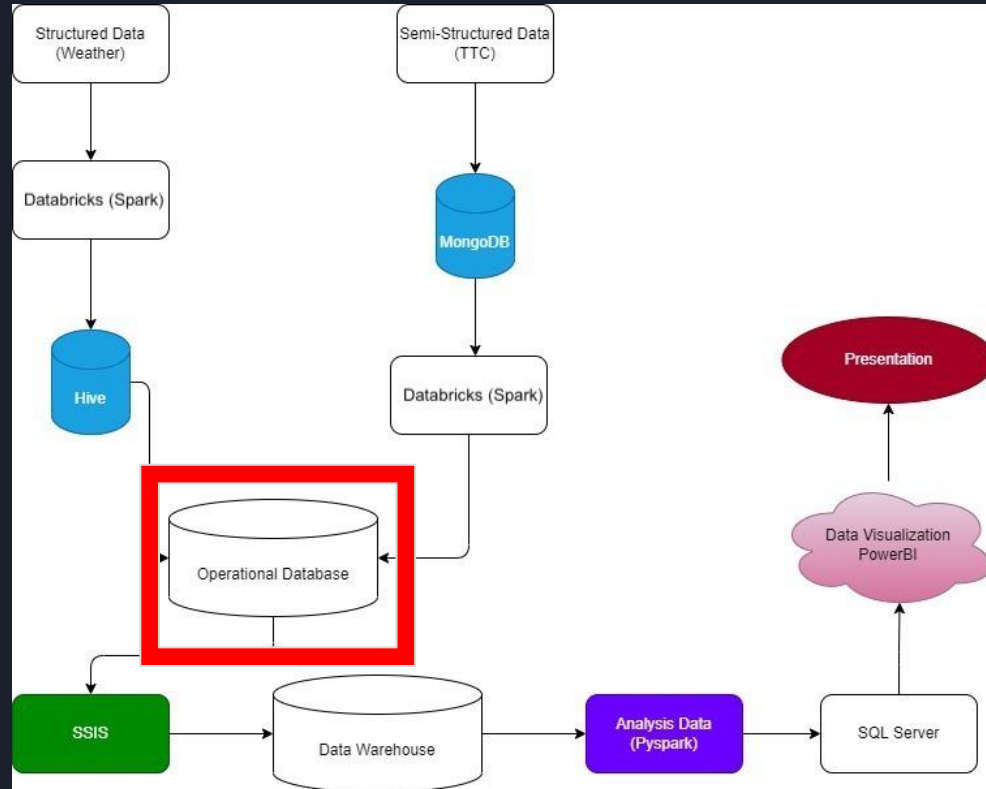 Structured Data
(Weather)
Semi-Structured Data
(TTC)
Databricks (Spark)
MongoDB
Hive
Databricks (Spark)
Presentation
Operational Database
Data Visualization
PowerBI
SSIS
Data Warehouse
Analysis Data
(Pyspark)
SQL Server